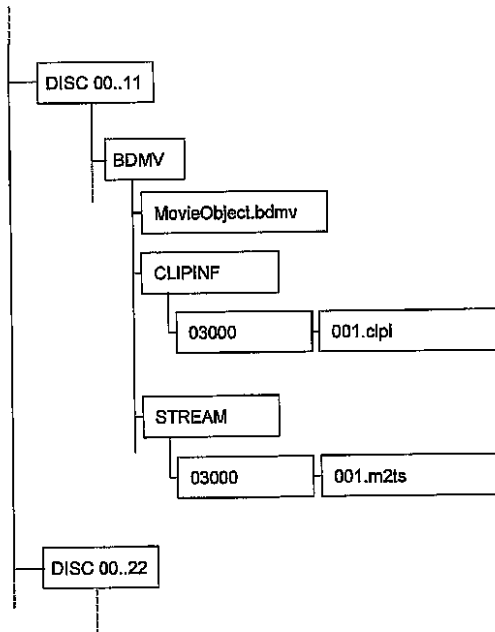 DISC 00..11
BDMV
MovieObject.bdmv
CLIPINF
03000 001.clpi
STREAM
03000 001.m2ts
DISC 00..22